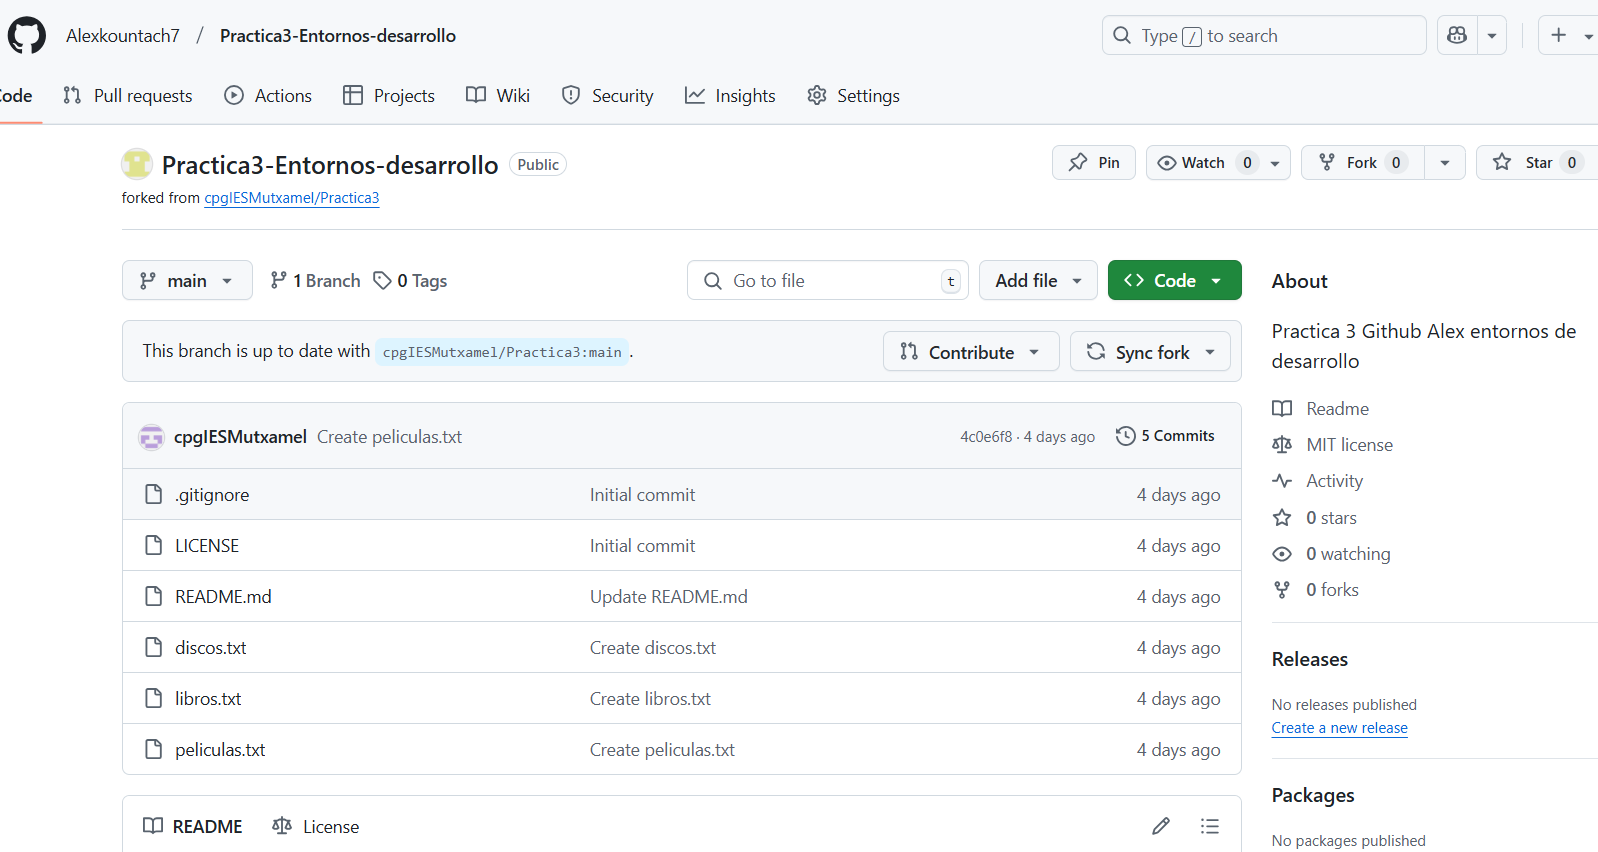 Alexkountach7 / Practica3-Entornos-desarrollo
Type / to search
Code Pull requests Actions Projects Wiki Security Insights Settings
Practica3-Entornos-desarrollo Public
Pin Watch 0 Fork 0 Star 0
forked from cpgIESMutxamel/Practica3
main 1 Branch 0 Tags Go to file t Add file Code
This branch is up to date with cpgIESMutxamel/Practica3:main.
Contribute Sync fork
cpgIESMutxamel Create peliculas.txt 4c0e6f8 · 4 days ago 5 Commits
.gitignore Initial commit 4 days ago
LICENSE Initial commit 4 days ago
README.md Update README.md 4 days ago
discos.txt Create discos.txt 4 days ago
libros.txt Create libros.txt 4 days ago
peliculas.txt Create peliculas.txt 4 days ago
README License
About
Practica 3 Github Alex entornos de
desarrollo
Readme
MIT license
Activity
0 stars
0 watching
0 forks
Releases
No releases published
Create a new release
Packages
No packages published